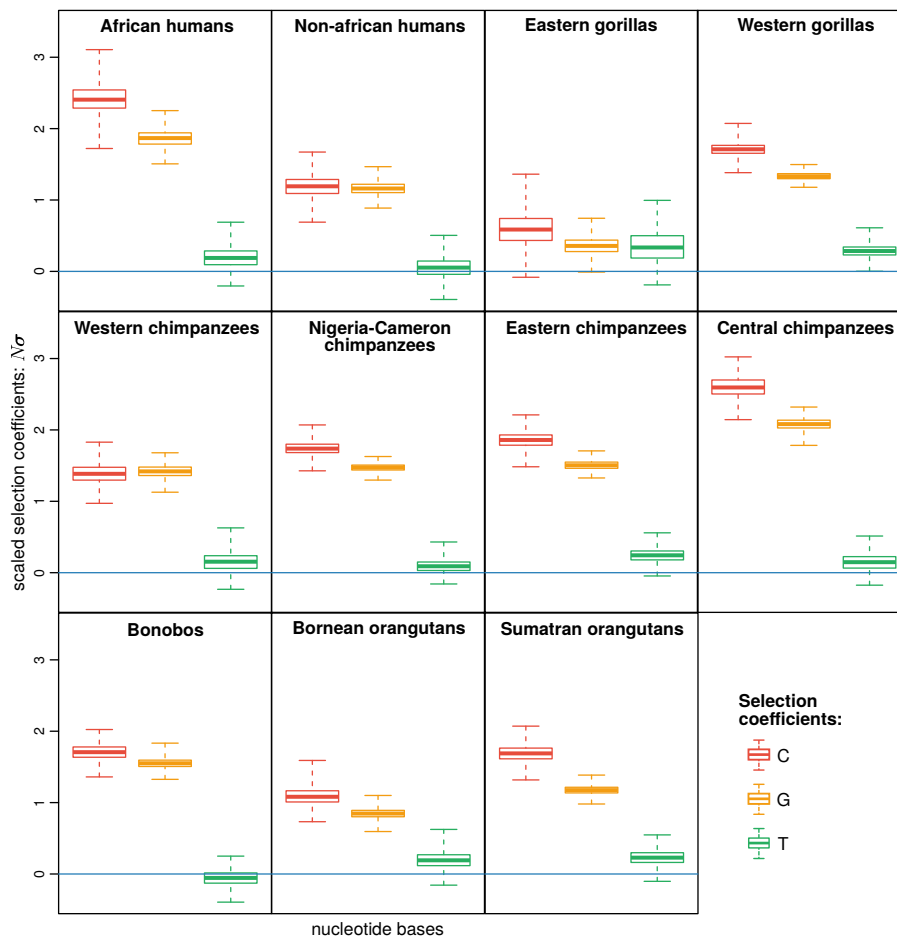 African humans
Non-african humans
Eastern gorillas
Western gorillas
3
2
1
0
Western chimpanzees
Nigeria-Cameron
chimpanzees
Eastern chimpanzees
Central chimpanzees
3
2
1
0
scaled selection coefficients: Nσ
Bonobos
Bornean orangutans
Sumatran orangutans
3
2
1
0
Selection
coefficients:
C
G
T
nucleotide bases